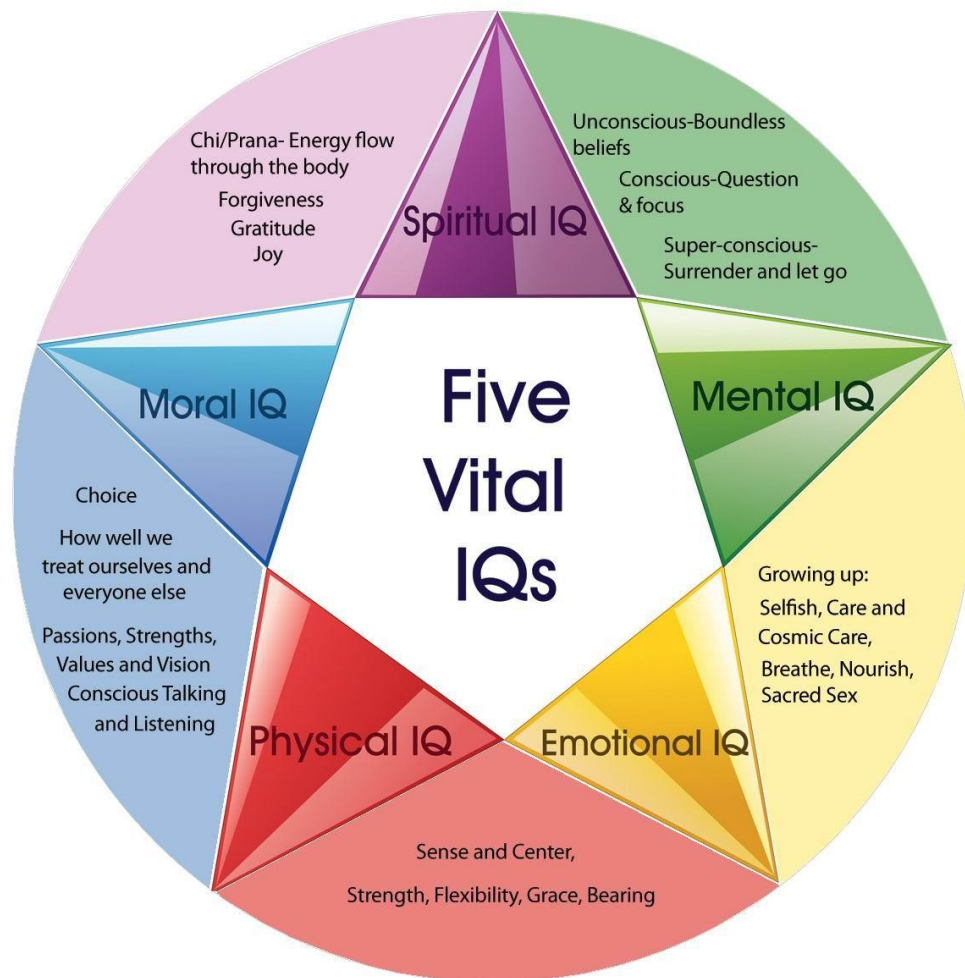 Chi/Prana- Energy flow
through the body
Forgiveness
Gratitude
Joy
Unconscious-Boundless
beliefs
Conscious-Question
& focus
Super-conscious-
Surrender and let go
Spiritual IQ
Moral IQ
Mental IQ
Five
Vital
IQs
Choice
How well we
treat ourselves and
everyone else
Passions, Strengths,
Values and Vision
Conscious Talking
and Listening
Growing up:
Selfish, Care and
Cosmic Care,
Breathe, Nourish,
Sacred Sex
Physical IQ
Emotional IQ
Sense and Center,
Strength, Flexibility, Grace, Bearing